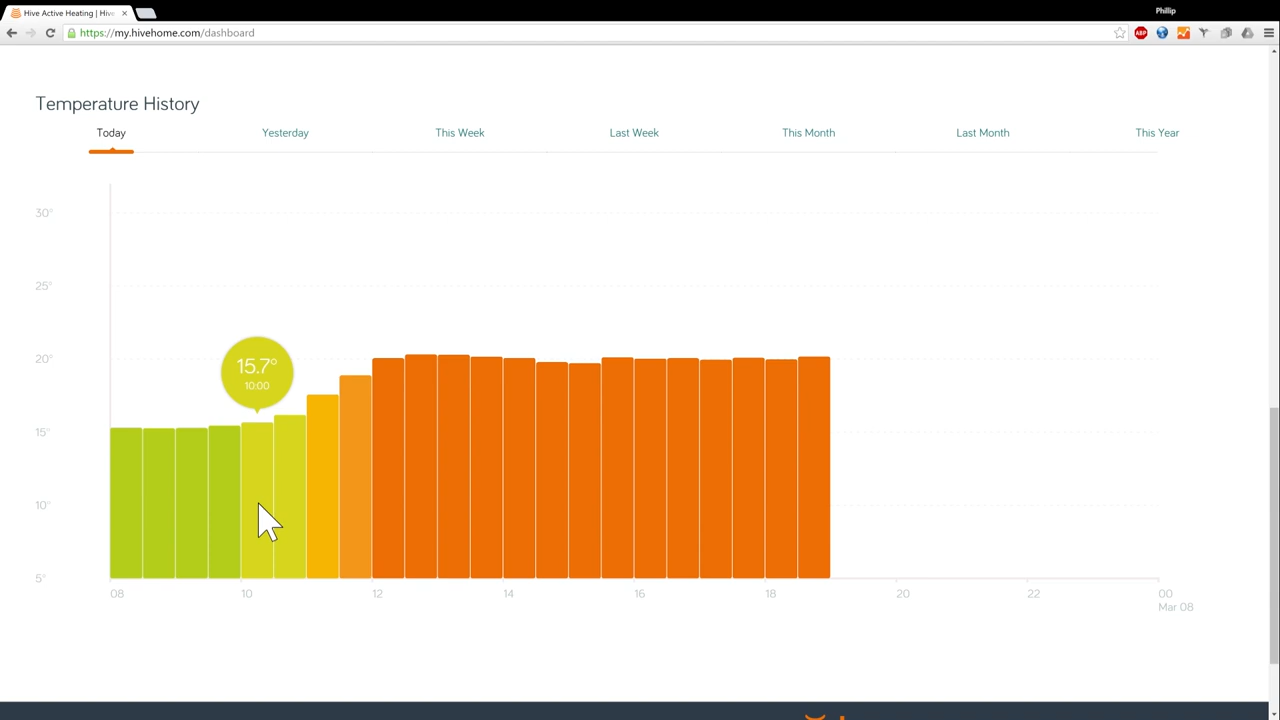 Hive Active Heating | Hive
Phillip
https://my.hivehome.com/dashboard
ABP
Temperature History
Today Yesterday This Week Last Week This Month Last Month This Year
30°
25°
20°
15.7°
10:00
15°
10°
5°
08 10 12 14 16 18 20 22 00
Mar 08